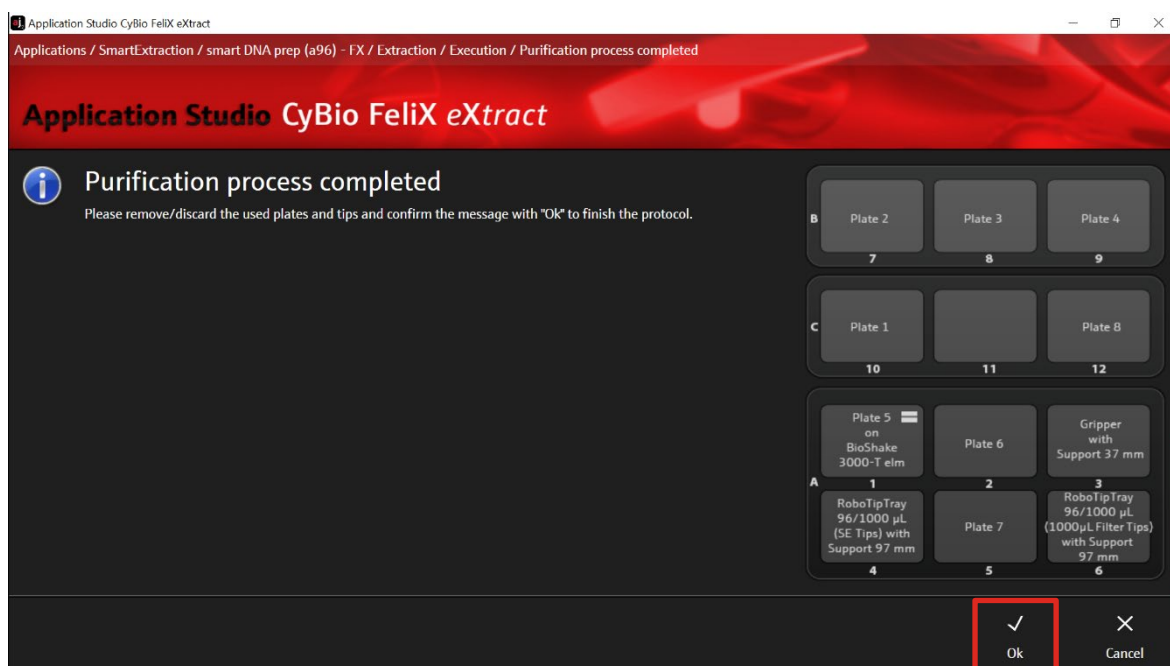 Application Studio CyBio FeliX eXtract
Applications / SmartExtraction / smart DNA prep (a96) - FX / Extraction / Execution / Purification process completed
Application Studio CyBio FeliX eXtract
Purification process completed
Please remove/discard the used plates and tips and confirm the message with "Ok" to finish the protocol.
B
Plate 2
Plate 3
Plate 4
7
8
9
C
Plate 1
Plate 8
10
11
12
A
Plate 5
on
BioShake
3000-T elm
1
Plate 6
2
Gripper
with
Support 37 mm
3
RoboTipTray
96/1000 µL
(SE Tips) with
Support 97 mm
4
Plate 7
5
RoboTipTray
96/1000 µL
(1000µL Filter Tips)
with Support
97 mm
6
Ok
Cancel